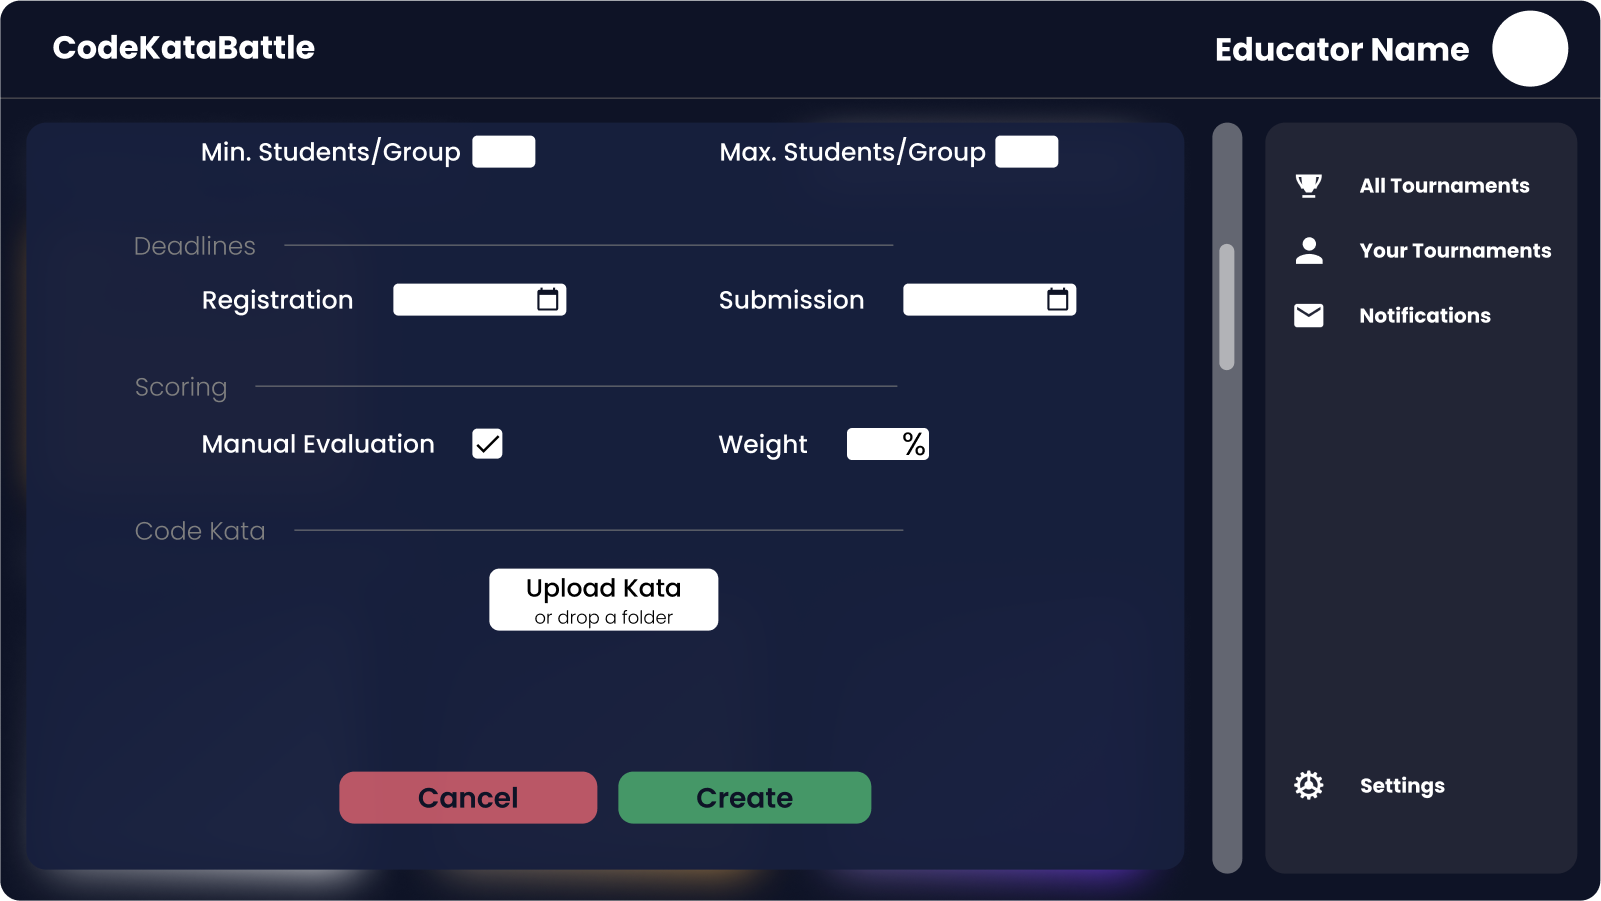 CodeKataBattle
Educator Name
Min. Students/Group
Max. Students/Group
Deadlines
Registration
Submission
Scoring
Manual Evaluation
Weight
%
Code Kata
Upload Kata
or drop a folder
Cancel
Create
All Tournaments
Your Tournaments
Notifications
Settings